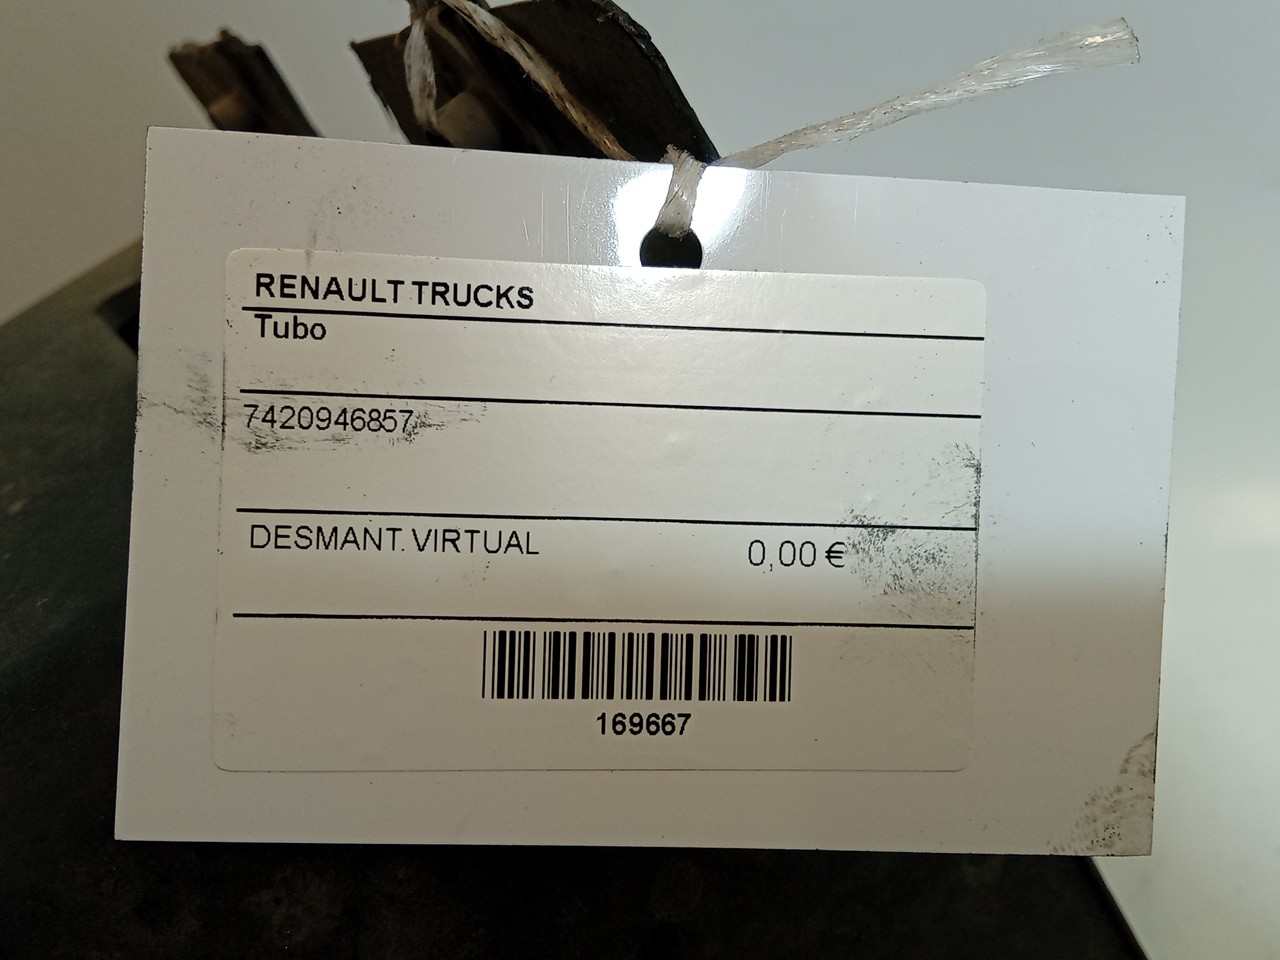 RENAULT TRUCKS
Tubo
7420946857
DESMANT. VIRTUAL 0,00 €
169667